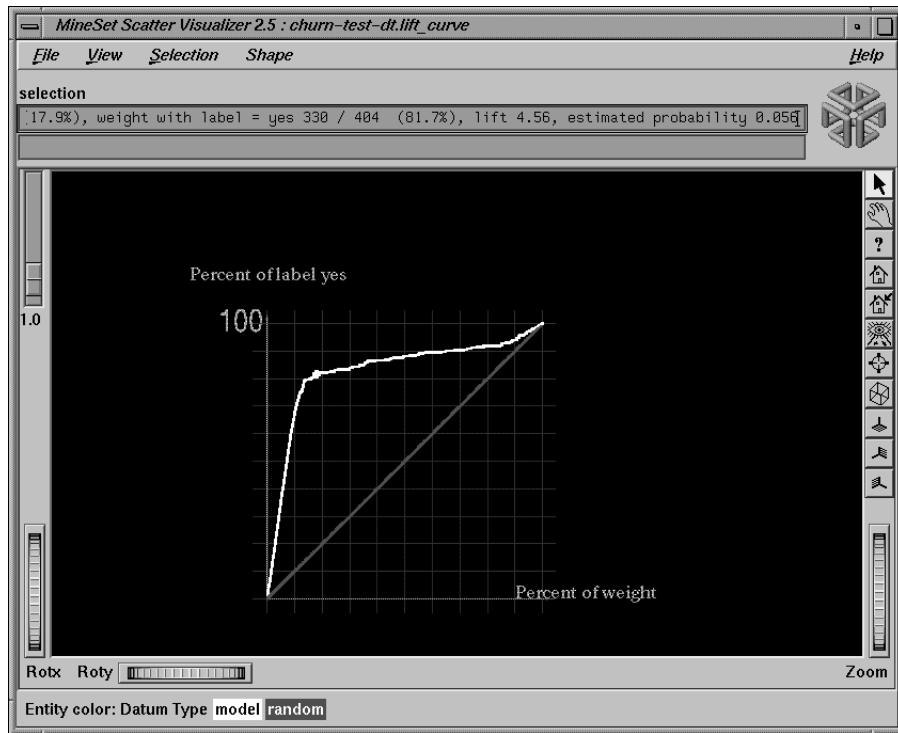 MineSet Scatter Visualizer 2.5 : churn-test-dt.lift_curve
File View Selection Shape Help
selection
17.9%), weight with label = yes 330 / 404 (81.7%), lift 4.56, estimated probability 0.056
Percent of label yes
?
1.0
100
Percent of weight
Rotx Roty Zoom
Entity color: Datum Type model random